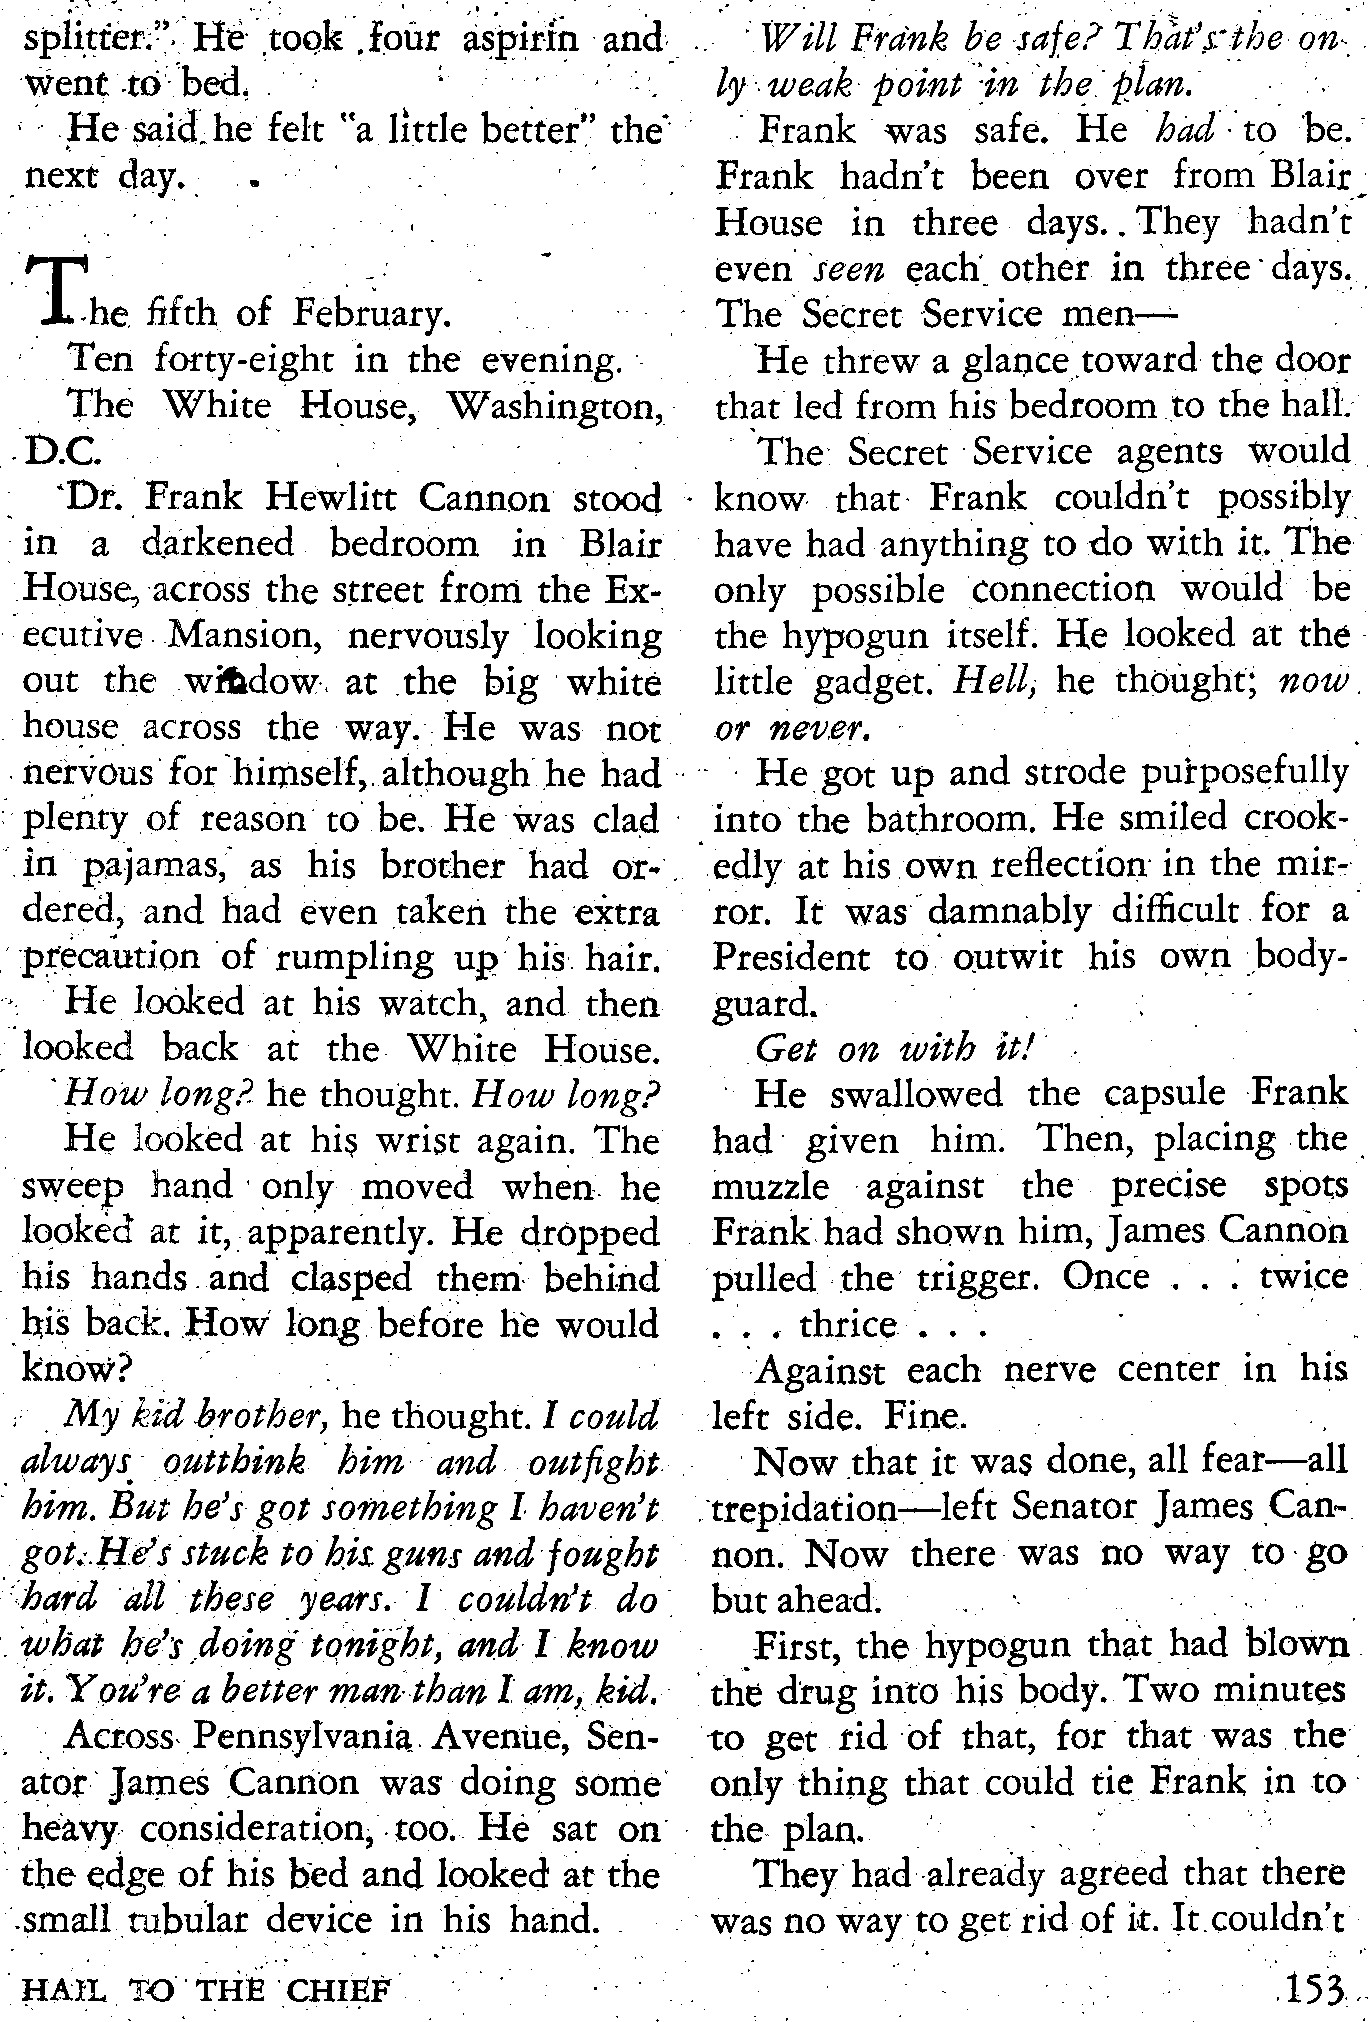 splitter." He took four aspirin and
went to bed.
He said he felt "a little better" the
next day.
The fifth of February.
Ten forty-eight in the evening.
The White House, Washington,
D.C.
Dr. Frank Hewlitt Cannon stood
in a darkened bedroom in Blair
House, across the street from the Ex-
ecutive Mansion, nervously looking
out the window at the big white
house across the way. He was not
nervous for himself, although he had
plenty of reason to be. He was clad
in pajamas, as his brother had or-
dered, and had even taken the extra
precaution of rumpling up his hair.
He looked at his watch, and then
looked back at the White House.
How long? he thought. How long?
He looked at his wrist again. The
sweep hand only moved when he
looked at it, apparently. He dropped
his hands and clasped them behind
his back. How long before he would
know?
My kid brother, he thought. I could
always outthink him and outfight
him. But he's got something I haven't
got. He's stuck to his guns and fought
hard all these years. I couldn't do
what he's doing tonight, and I know
it. You're a better man than I am, kid.
Across Pennsylvania Avenue, Sen-
ator James Cannon was doing some
heavy consideration, too. He sat on
the edge of his bed and looked at the
small tubular device in his hand.
Will Frank be safe? That's the on-
ly weak point in the plan.
Frank was safe. He had to be.
Frank hadn't been over from Blair
House in three days. They hadn't
even seen each other in three days.
The Secret Service men—
He threw a glance toward the door
that led from his bedroom to the hall.
The Secret Service agents would
know that Frank couldn't possibly
have had anything to do with it. The
only possible connection would be
the hypogun itself. He looked at the
little gadget. Hell, he thought; now
or never.
He got up and strode purposefully
into the bathroom. He smiled crook-
edly at his own reflection in the mir-
ror. It was damnably difficult for a
President to outwit his own body-
guard.
Get on with it!
He swallowed the capsule Frank
had given him. Then, placing the
muzzle against the precise spots
Frank had shown him, James Cannon
pulled the trigger. Once . . . twice
. . . thrice . . .
Against each nerve center in his
left side. Fine.
Now that it was done, all fear—all
trepidation—left Senator James Can-
non. Now there was no way to go
but ahead.
First, the hypogun that had blown
the drug into his body. Two minutes
to get rid of that, for that was the
only thing that could tie Frank in to
the plan.
They had already agreed that there
was no way to get rid of it. It couldn't
HAIL TO THE CHIEF
153